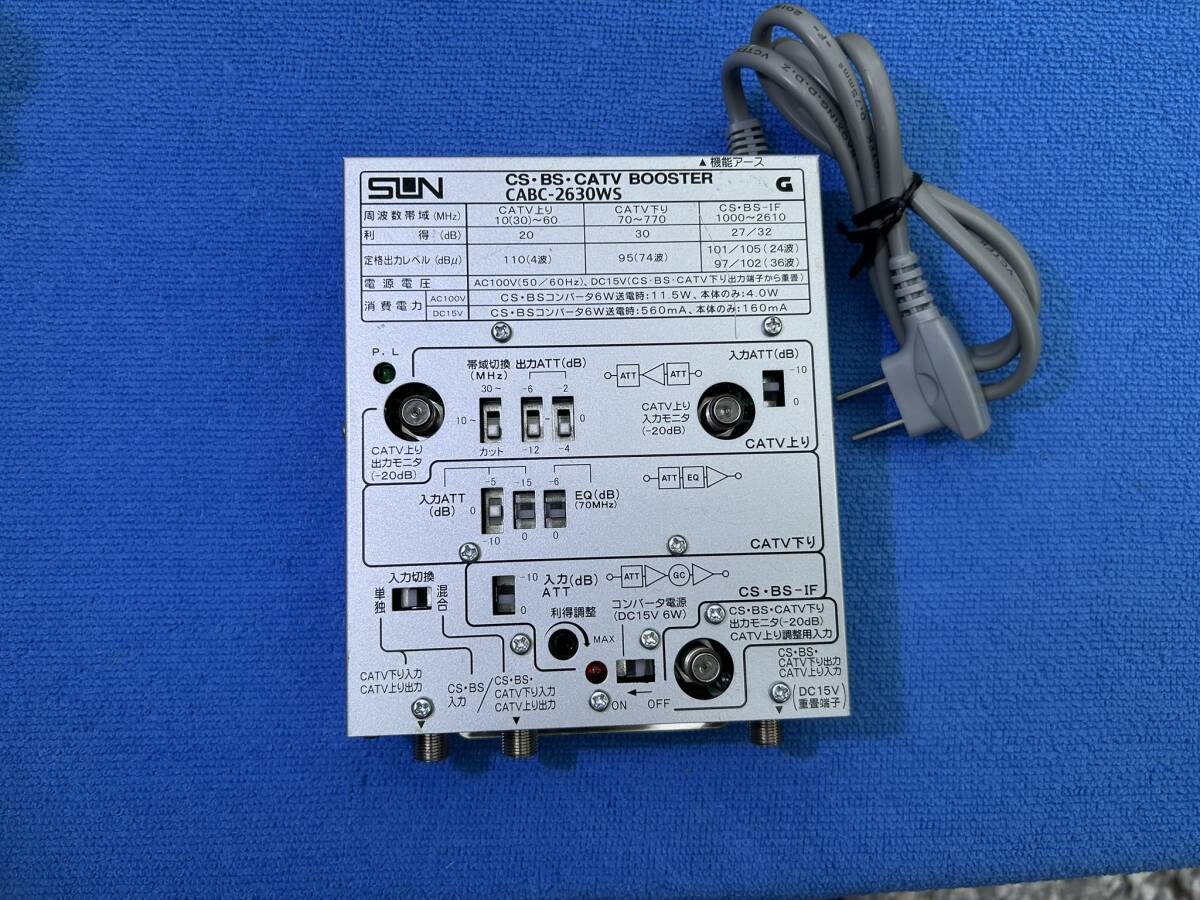 ▲機能アース
SUN
CS・BS・CATV BOOSTER
CABC-2630WS
G
周波数帯域(MHz) CATV上り 10(30)～60 CATV下り 70～770 CS・BS-IF 1000～2610
利得(dB) 20 30 27/32
定格出力レベル(dBμ) 110(4波) 95(74波) 101/105(24波) 97/102(36波)
電源電圧 AC100V(50/60Hz)、DC15V(CS・BS・CATV下り出力端子から重畳)
消費電力 AC100V CS・BSコンバータ6W送電時:11.5W、本体のみ:4.0W
DC15V CS・BSコンバータ6W送電時:560mA、本体のみ:160mA
P.L
帯域切換
(MHz)
30～
10～
カット
出力ATT(dB)
-6 -2
0
-12 -4
ATT ATT
入力ATT(dB)
-10
0
CATV上り
出力モニタ
(-20dB)
CATV上り
入力モニタ
(-20dB)
CATV上り
入力ATT
(dB)
-5 -15 -6
0
-10 0 0
EQ(dB)
(70MHz)
ATT EQ
CATV下り
入力切換
単独
混合
-10
0
入力(dB)
ATT
ATT GC
CS・BS-IF
利得調整
MAX
コンバータ電源
(DC15V 6W)
ON
OFF
CS・BS・CATV下り
出力モニタ(-20dB)
CATV上り調整用入力
CATV下り入力
CATV上り出力
CS・BS
入力
CS・BS・
CATV下り入力
CATV上り出力
CS・BS・
CATV下り出力
CATV上り入力
(DC15V
重畳端子)